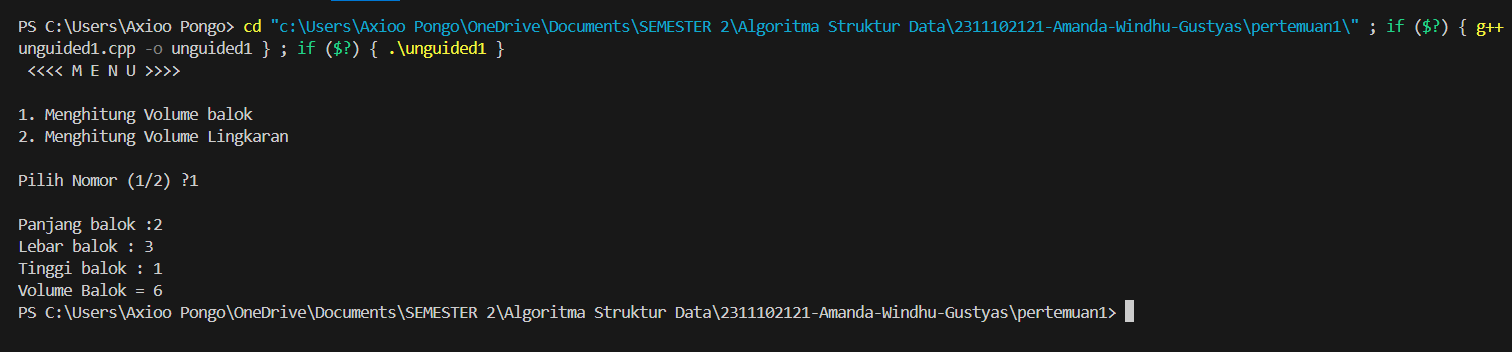 PS C:\Users\Axioo Pongo> cd "c:\Users\Axioo Pongo\OneDrive\Documents\SEMESTER 2\Algoritma Struktur Data\2311102121-Amanda-Windhu-Gustyas\pertemuan1\" ; if ($?) { g++
unguided1.cpp -o unguided1 } ; if ($?) { .\unguided1 }
<<<< M E N U >>>>
1. Menghitung Volume balok
2. Menghitung Volume Lingkaran
Pilih Nomor (1/2) ?1
Panjang balok :2
Lebar balok : 3
Tinggi balok : 1
Volume Balok = 6
PS C:\Users\Axioo Pongo\OneDrive\Documents\SEMESTER 2\Algoritma Struktur Data\2311102121-Amanda-Windhu-Gustyas\pertemuan1>